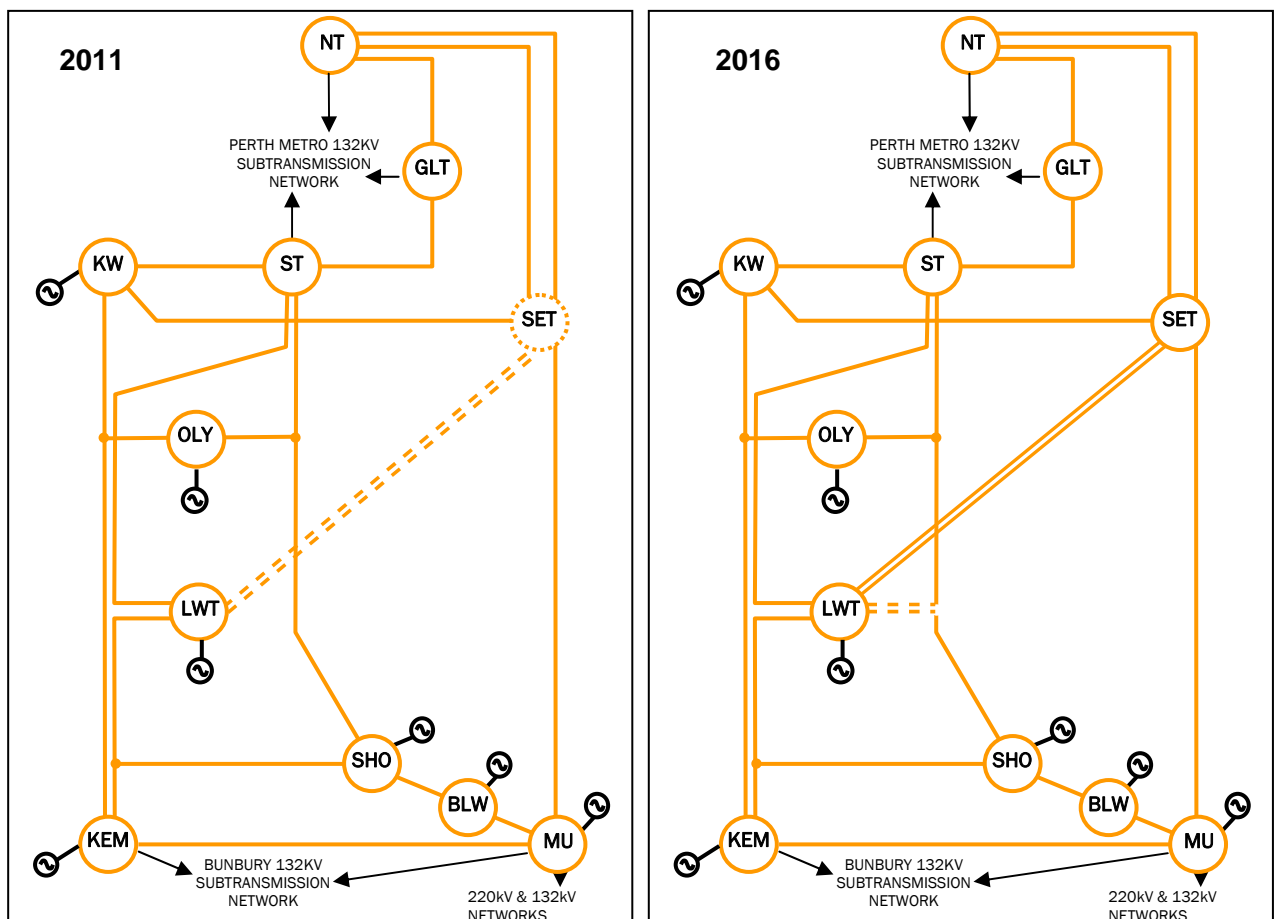 2011
NT
PERTH METRO 132KV
SUBTRANSMISSION
NETWORK
GLT
KW
ST
SET
OLY
LWT
SHO
BLW
KEM
MU
BUNBURY 132KV
SUBTRANSMISSION
NETWORK
220kV & 132kV
NETWORKS
2016
NT
PERTH METRO 132KV
SUBTRANSMISSION
NETWORK
GLT
KW
ST
SET
OLY
LWT
SHO
BLW
KEM
MU
BUNBURY 132KV
SUBTRANSMISSION
NETWORK
220kV & 132kV
NETWORKS